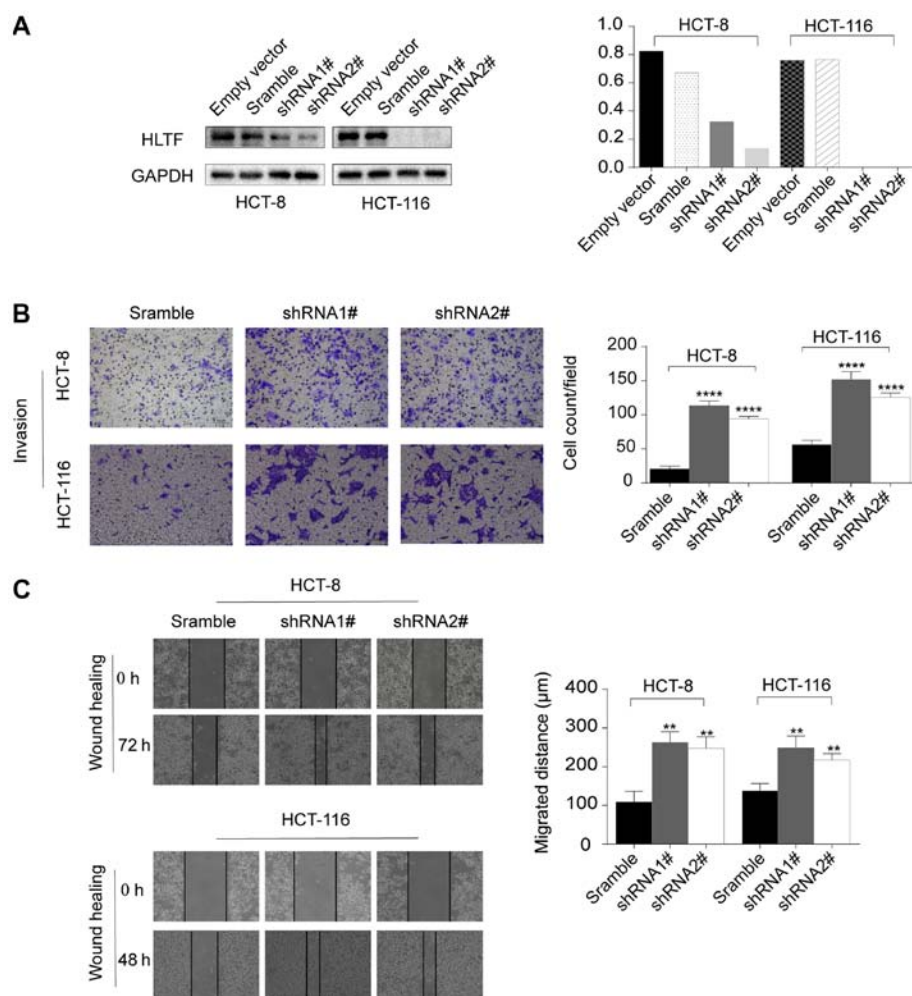 A
Empty vector
Sramble
shRNA1#
shRNA2#
Empty vector
Sramble
shRNA1#
shRNA2#
HLTF
GAPDH
HCT-8
HCT-116
HCT-8
HCT-116
1.0
0.8
0.6
0.4
0.2
0.0
Empty vector
Sramble
shRNA1#
shRNA2#
Empty vector
Sramble
shRNA1#
shRNA2#
B
Sramble
shRNA1#
shRNA2#
Invasion
HCT-8
HCT-116
Cell count/field
200
150
100
50
0
HCT-8
HCT-116
****
****
****
****
Sramble
shRNA1#
shRNA2#
Sramble
shRNA1#
shRNA2#
C
HCT-8
Sramble
shRNA1#
shRNA2#
Wound healing
0 h
72 h
HCT-116
Wound healing
0 h
48 h
Migrated distance (µm)
400
300
200
100
0
HCT-8
HCT-116
**
**
**
**
Sramble
shRNA1#
shRNA2#
Sramble
shRNA1#
shRNA2#